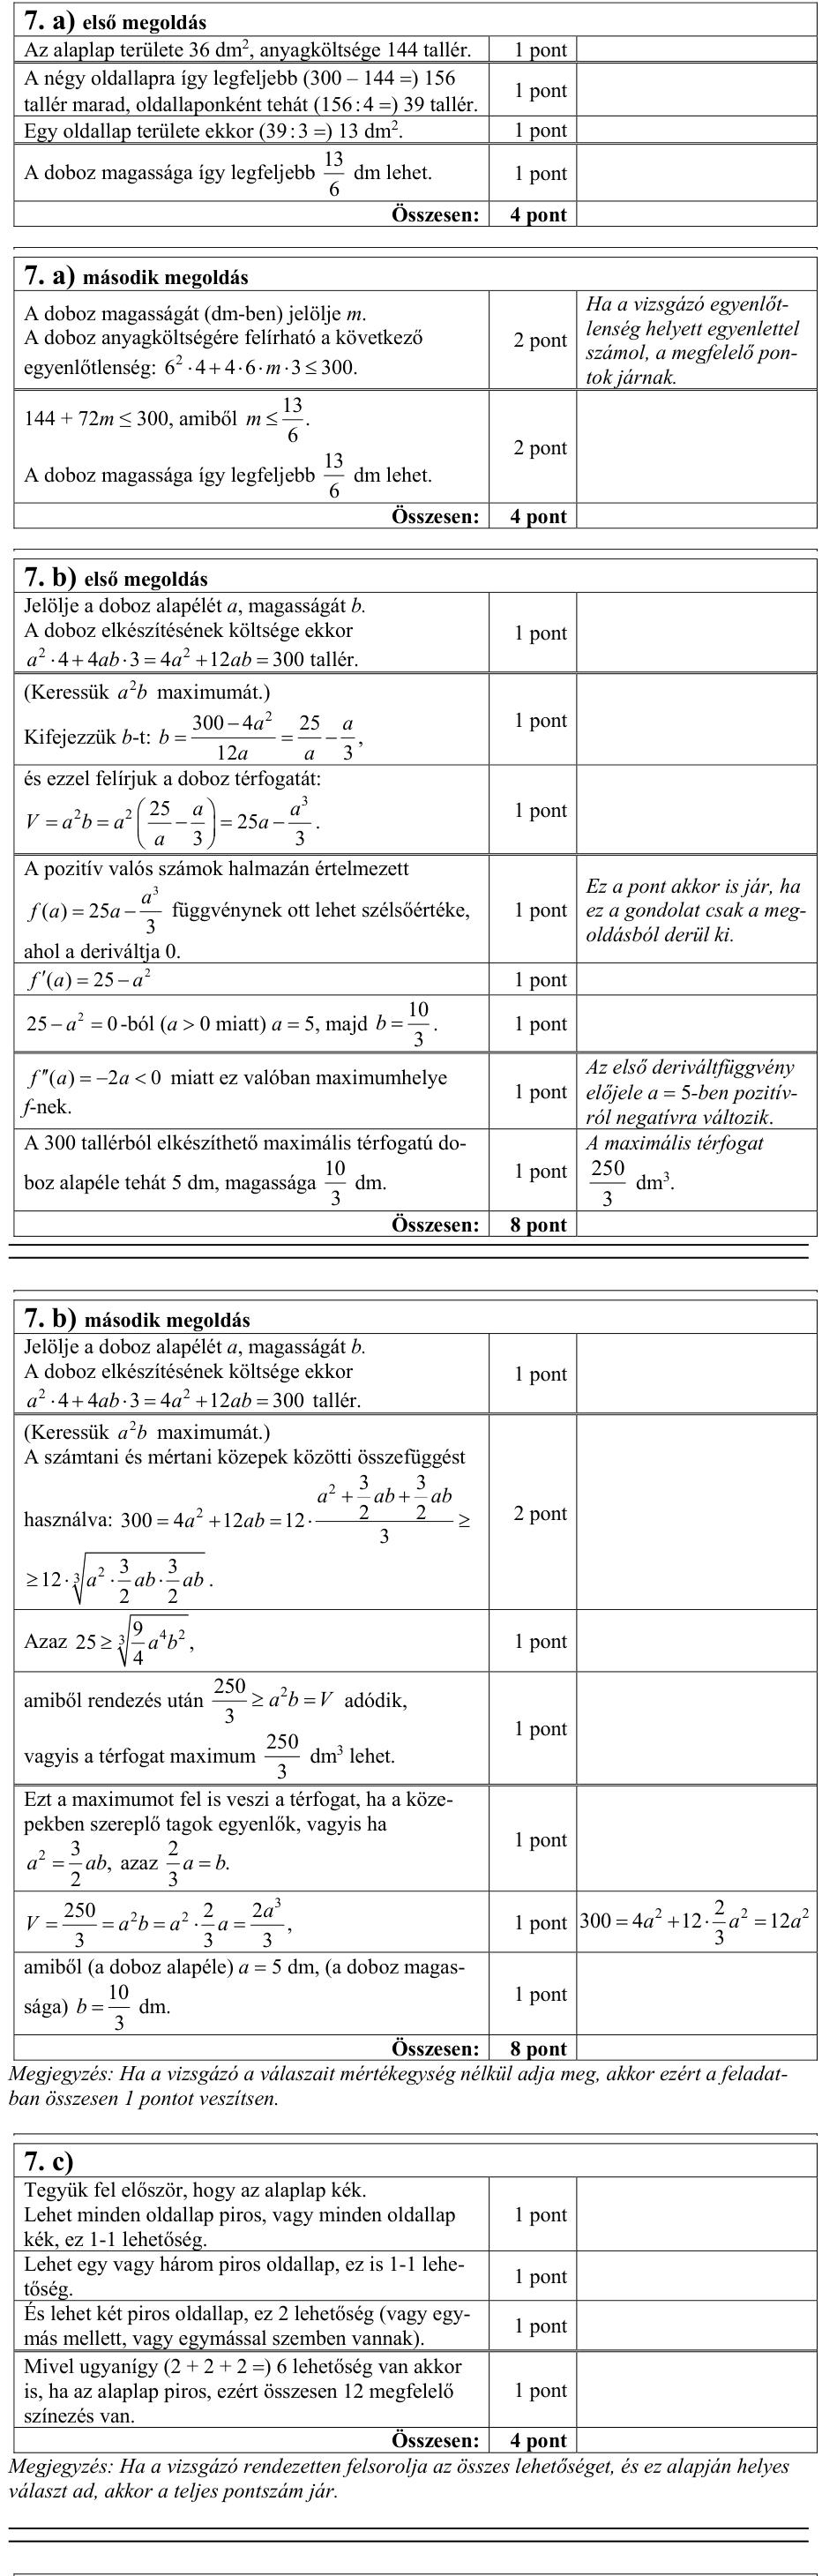 7. a) első megoldás
Az alaplap területe 36 dm², anyagköltsége 144 tallér. 1 pont
A négy oldallapra így legfeljebb (300 – 144 =) 156
tallér marad, oldallaponként tehát (156 : 4 =) 39 tallér. 1 pont
Egy oldallap területe ekkor (39 : 3 =) 13 dm². 1 pont
A doboz magassága így legfeljebb 13/6 dm lehet. 1 pont
Összesen: 4 pont
7. a) második megoldás
A doboz magasságát (dm-ben) jelölje m.
A doboz anyagköltségére felírható a következő
egyenlőtlenség: 6² · 4 + 4 · 6 · m · 3 ≤ 300.
2 pont
Ha a vizsgázó egyenlőt-
lenség helyett egyenlettel
számol, a megfelelő pon-
tok járnak.
144 + 72m ≤ 300, amiből m ≤ 13/6.
A doboz magassága így legfeljebb 13/6 dm lehet.
2 pont
Összesen: 4 pont
7. b) első megoldás
Jelölje a doboz alapélét a, magasságát b.
A doboz elkészítésének költsége ekkor
a² · 4 + 4ab · 3 = 4a² + 12ab = 300 tallér.
1 pont
(Keressük a²b maximumát.)
Kifejezzük b-t: b = (300 − 4a²)/(12a) = 25/a − a/3,
1 pont
és ezzel felírjuk a doboz térfogatát:
V = a²b = a²(25/a − a/3) = 25a − a³/3.
1 pont
A pozitív valós számok halmazán értelmezett
f(a) = 25a − a³/3 függvénynek ott lehet szélsőértéke,
ahol a deriváltja 0.
1 pont
Ez a pont akkor is jár, ha
ez a gondolat csak a meg-
oldásból derül ki.
f′(a) = 25 − a² 1 pont
25 − a² = 0-ból (a > 0 miatt) a = 5, majd b = 10/3. 1 pont
f″(a) = −2a < 0 miatt ez valóban maximumhelye
f-nek.
1 pont
Az első deriváltfüggvény
előjele a = 5-ben pozitív-
ról negatívra változik.
A 300 tallérból elkészíthető maximális térfogatú do-
boz alapéle tehát 5 dm, magassága 10/3 dm.
1 pont
A maximális térfogat
250/3 dm³.
Összesen: 8 pont
7. b) második megoldás
Jelölje a doboz alapélét a, magasságát b.
A doboz elkészítésének költsége ekkor
a² · 4 + 4ab · 3 = 4a² + 12ab = 300 tallér.
1 pont
(Keressük a²b maximumát.)
A számtani és mértani közepek közötti összefüggést
használva: 300 = 4a² + 12ab = 12 · (a² + 3/2 ab + 3/2 ab)/3 ≥
≥ 12 · ∛(a² · 3/2 ab · 3/2 ab).
2 pont
Azaz 25 ≥ ∛(9/4 a⁴b²), 1 pont
amiből rendezés után 250/3 ≥ a²b = V adódik,
vagyis a térfogat maximum 250/3 dm³ lehet.
1 pont
Ezt a maximumot fel is veszi a térfogat, ha a köze-
pekben szereplő tagok egyenlők, vagyis ha
a² = 3/2 ab, azaz 2/3 a = b.
1 pont
V = 250/3 = a²b = a² · 2/3 a = 2a³/3, 1 pont 300 = 4a² + 12 · 2/3 a² = 12a²
amiből (a doboz alapéle) a = 5 dm, (a doboz magas-
sága) b = 10/3 dm.
1 pont
Összesen: 8 pont
Megjegyzés: Ha a vizsgázó a válaszait mértékegység nélkül adja meg, akkor ezért a feladat-
ban összesen 1 pontot veszítsen.
7. c)
Tegyük fel először, hogy az alaplap kék.
Lehet minden oldallap piros, vagy minden oldallap
kék, ez 1-1 lehetőség.
1 pont
Lehet egy vagy három piros oldallap, ez is 1-1 lehe-
tőség.
1 pont
És lehet két piros oldallap, ez 2 lehetőség (vagy egy-
más mellett, vagy egymással szemben vannak).
1 pont
Mivel ugyanígy (2 + 2 + 2 =) 6 lehetőség van akkor
is, ha az alaplap piros, ezért összesen 12 megfelelő
színezés van.
1 pont
Összesen: 4 pont
Megjegyzés: Ha a vizsgázó rendezetten felsorolja az összes lehetőséget, és ez alapján helyes
választ ad, akkor a teljes pontszám jár.